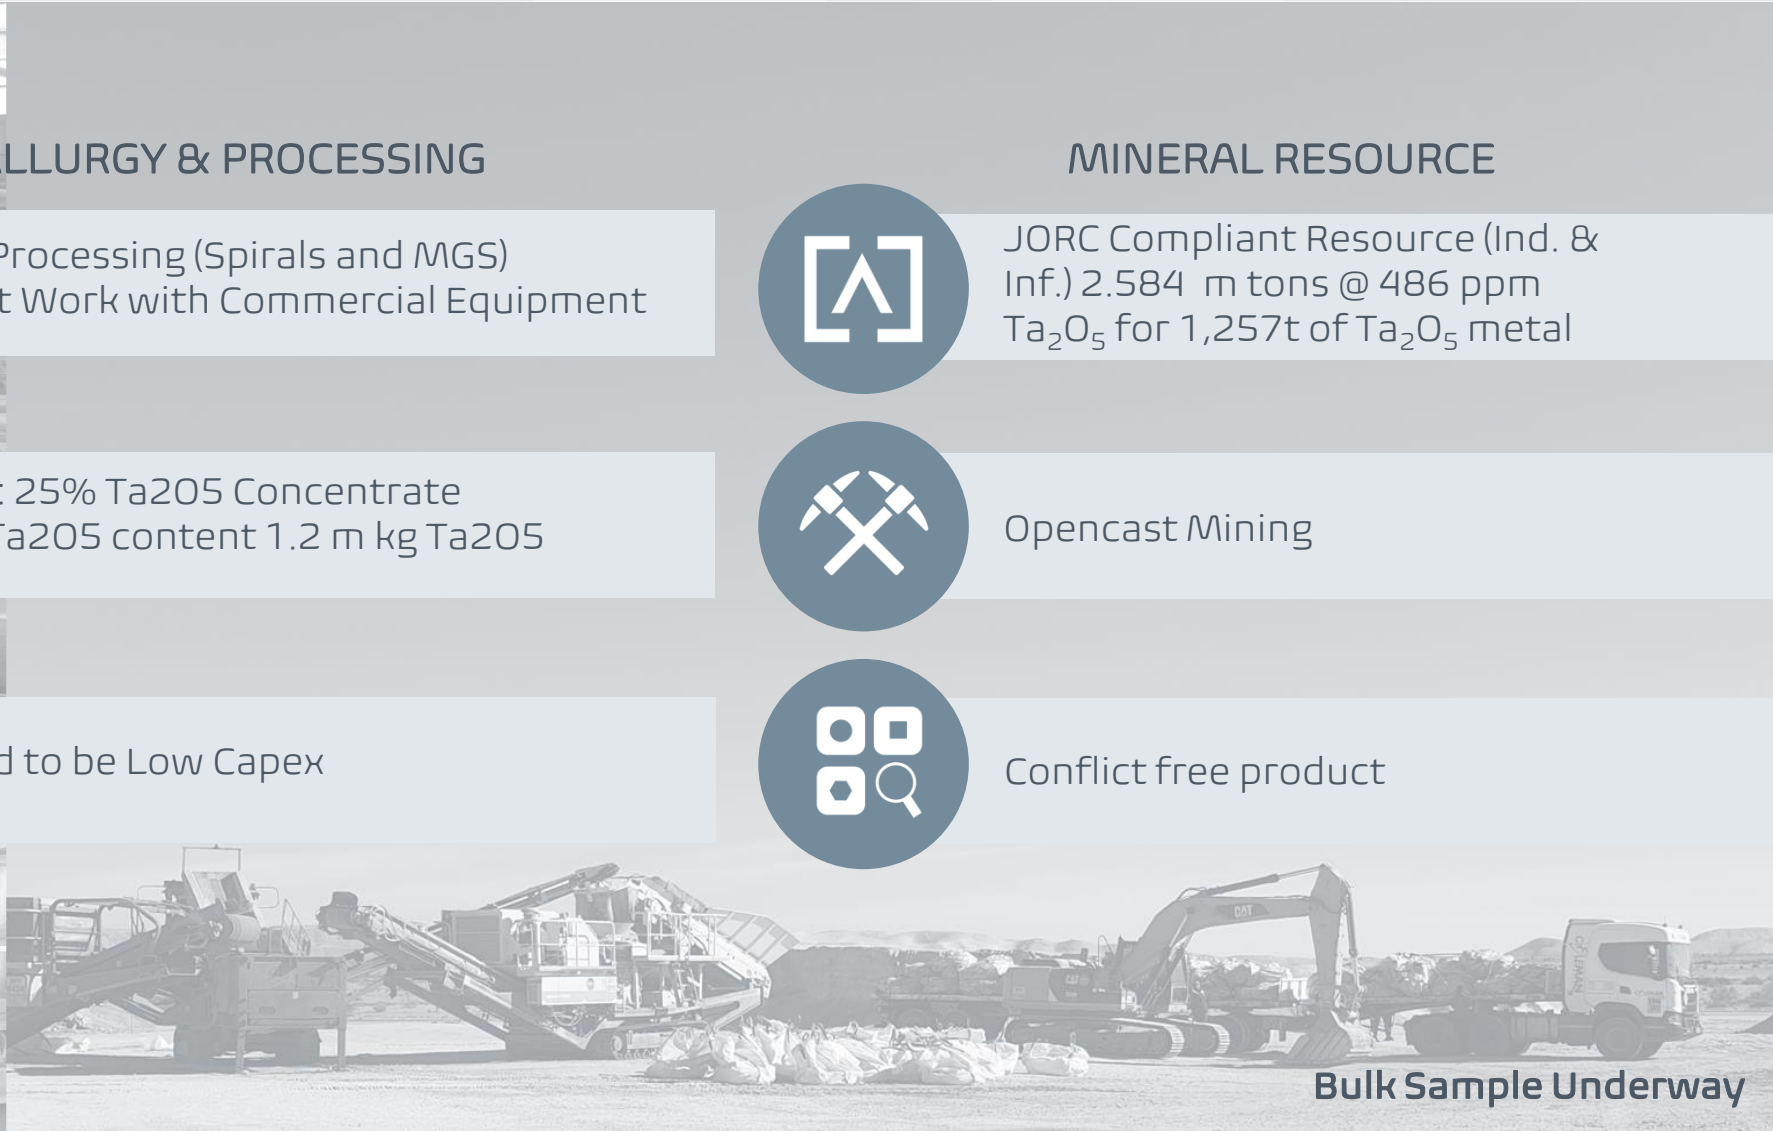 LLURGY & PROCESSING
Processing (Spirals and MGS)
t Work with Commercial Equipment
25% Ta2O5 Concentrate
Ta2O5 content 1.2 m kg Ta2O5
d to be Low Capex
MINERAL RESOURCE
JORC Compliant Resource (Ind. &
Inf.) 2.584 m tons @ 486 ppm
Ta₂O₅ for 1,257t of Ta₂O₅ metal
Opencast Mining
Conflict free product
CAT
Bulk Sample Underway